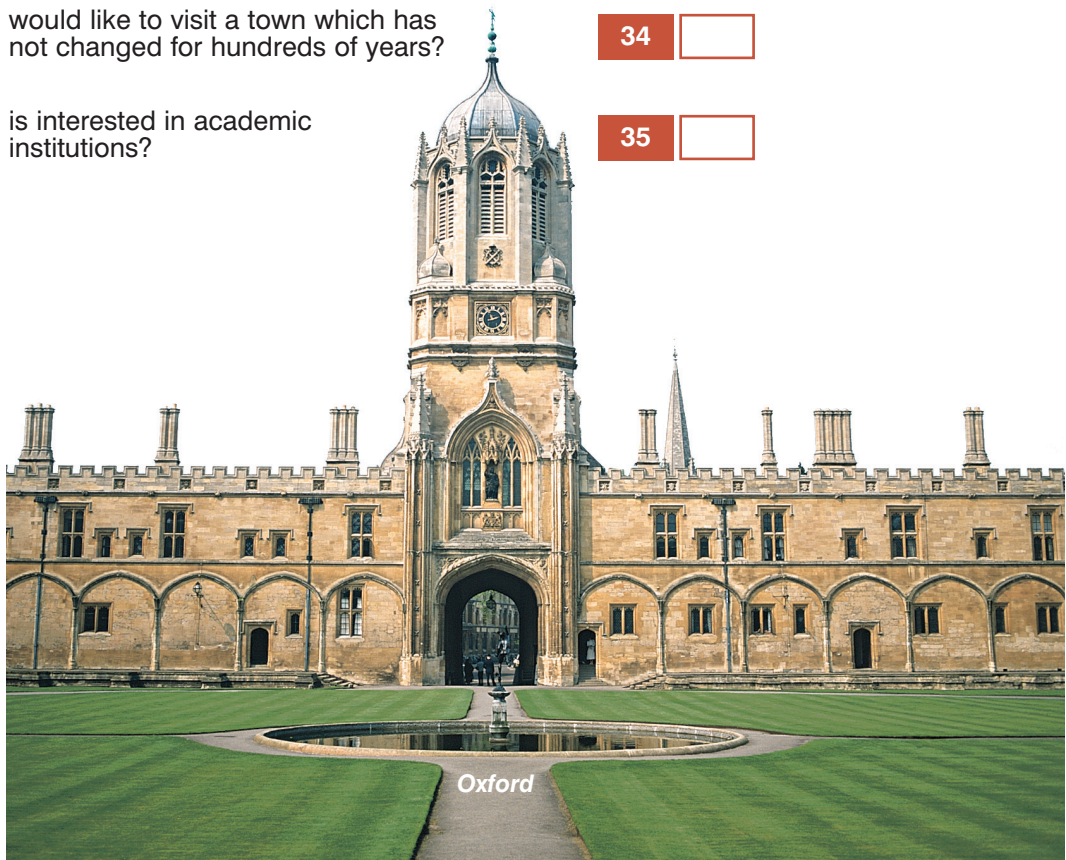 would like to visit a town which has
not changed for hundreds of years?
34
is interested in academic
institutions?
35
Oxford